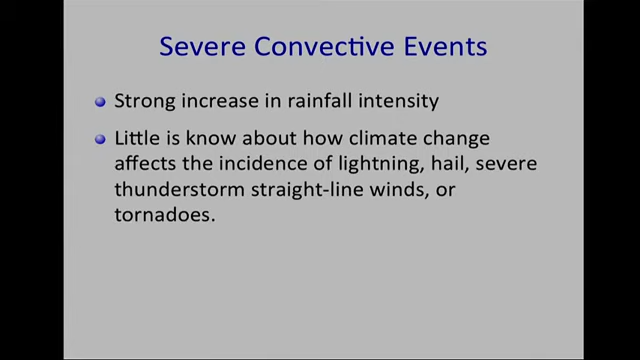 Severe Convective Events
Strong increase in rainfall intensity
Little is know about how climate change
affects the incidence of lightning, hail, severe
thunderstorm straight-line winds, or
tornadoes.